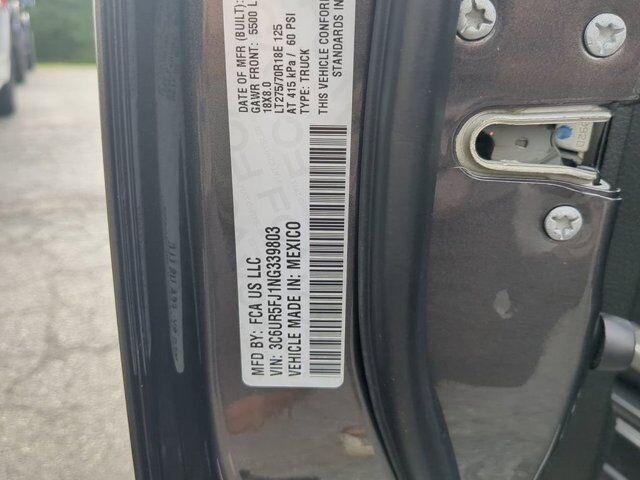 MFD BY: FCA US LLC
DATE OF MFR (BUILT):
GAWR FRONT: 5500 L
18X8.0
LT275/70R18E 125
AT 415 kPa / 60 PSI
TYPE: TRUCK
VIN: 3C6UR5FJ1NG339803
VEHICLE MADE IN: MEXICO
THIS VEHICLE CONFORM
STANDARDS IN